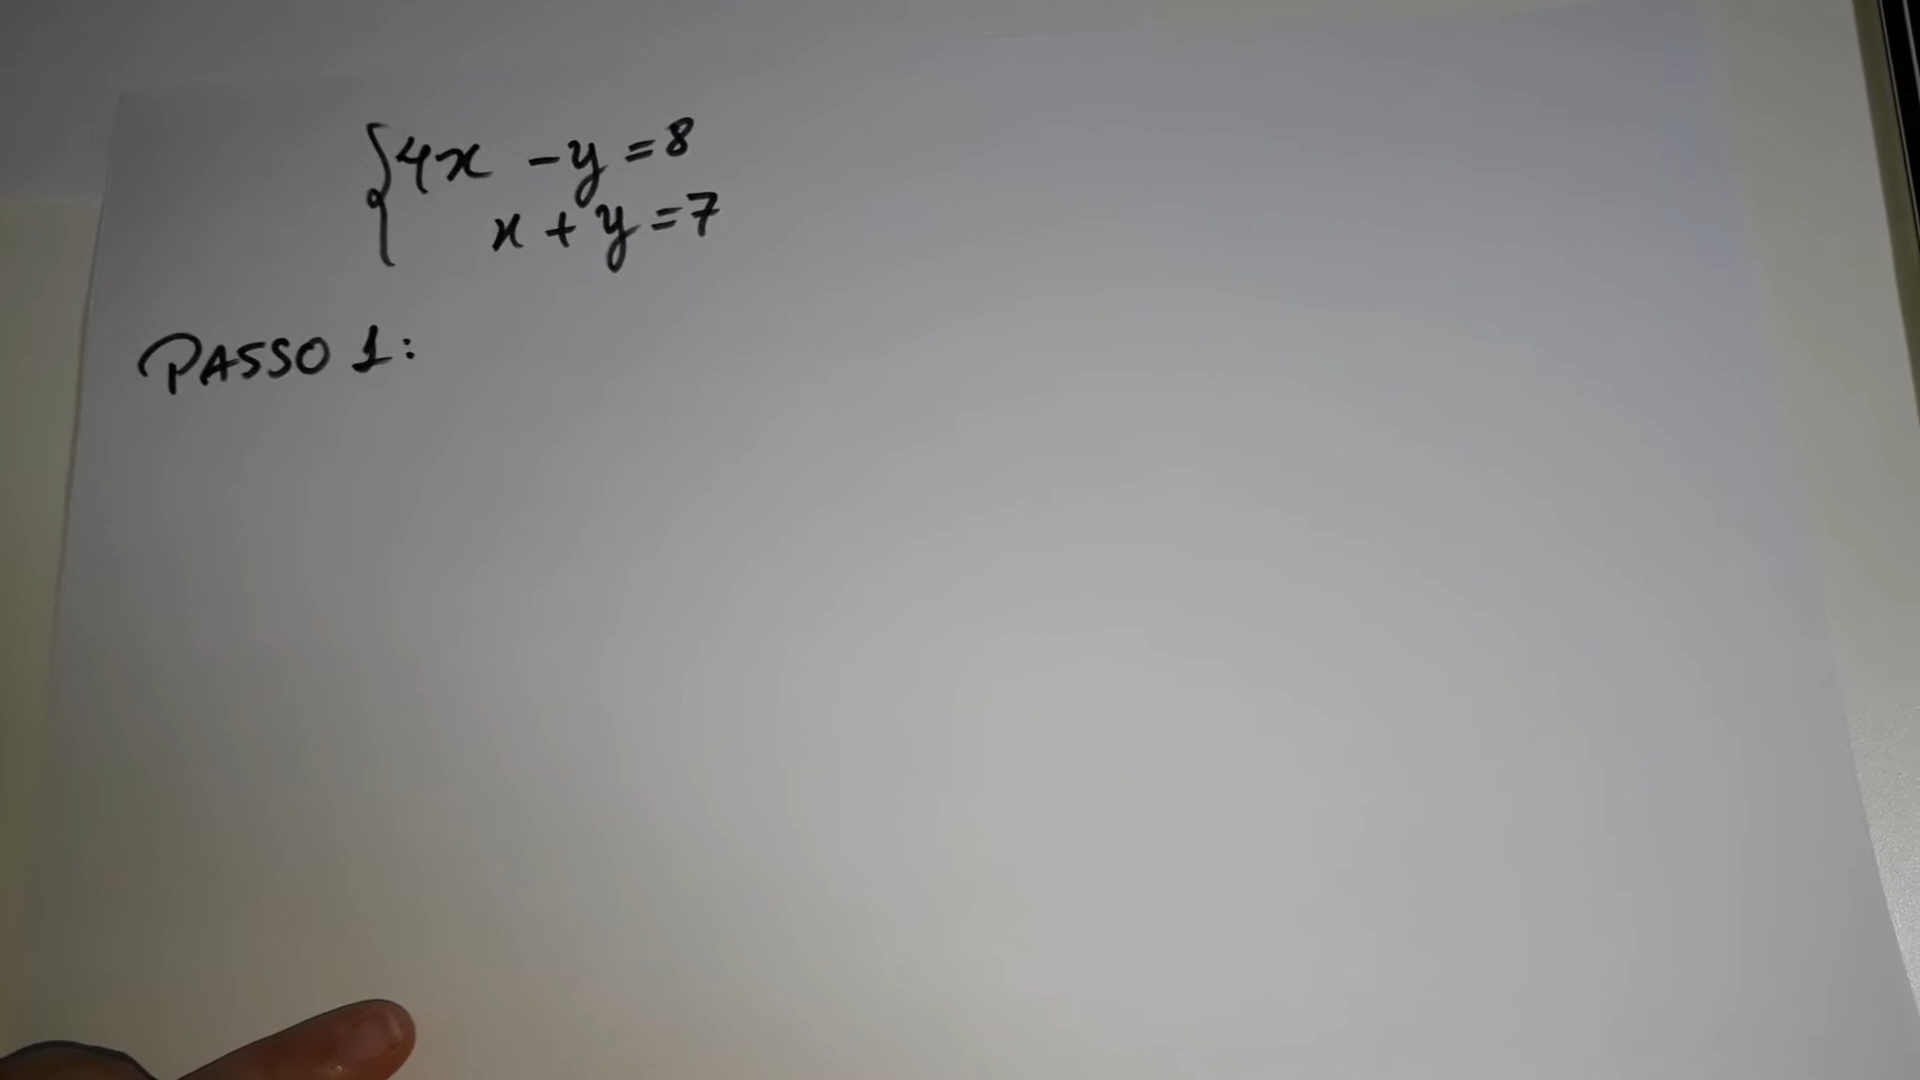 4x - y = 8
x + y = 7
PASSO 1: